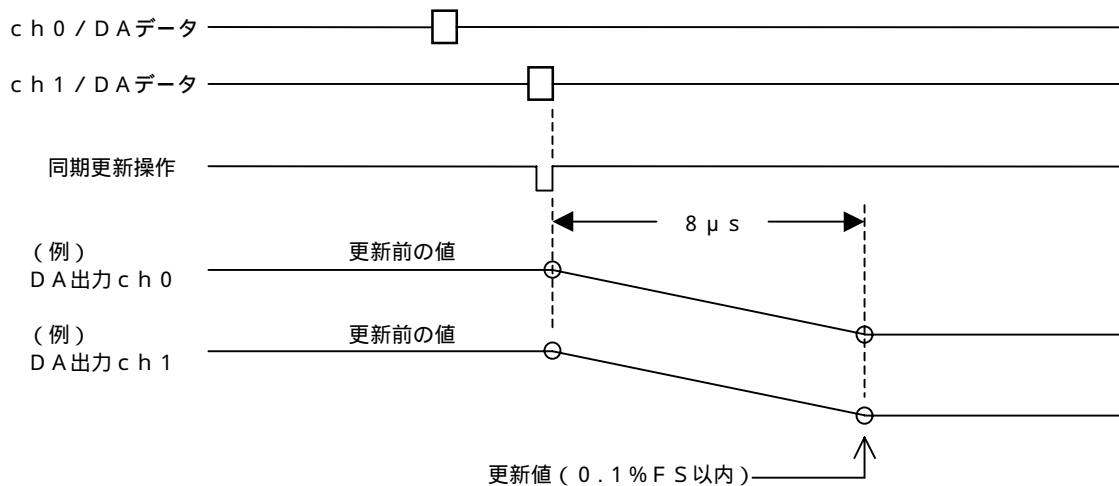 ch0/DAデータ
ch1/DAデータ
同期更新操作
8μs
(例)
DA出力ch0
更新前の値
(例)
DA出力ch1
更新前の値
更新値(0.1%FS以内)